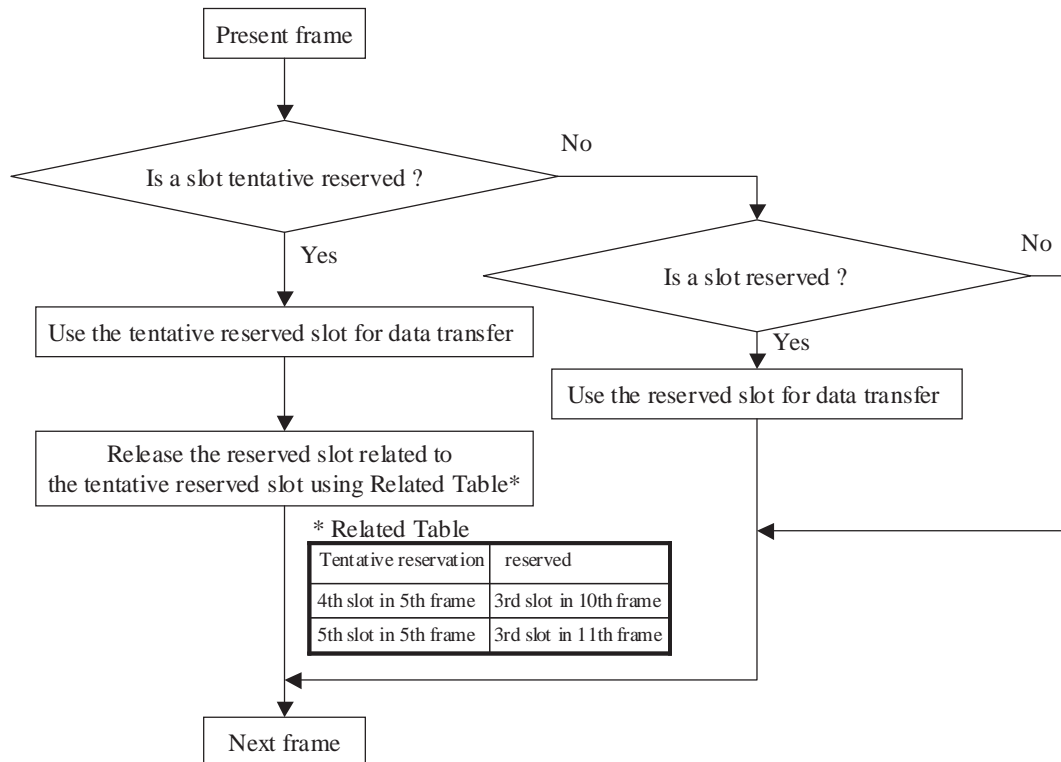 Present frame
No
Is a slot tentative reserved ?
No
Yes
Is a slot reserved ?
Use the tentative reserved slot for data transfer
Yes
Use the reserved slot for data transfer
Release the reserved slot related to
the tentative reserved slot using Related Table*
* Related Table
Tentative reservation reserved
4th slot in 5th frame 3rd slot in 10th frame
5th slot in 5th frame 3rd slot in 11th frame
Next frame